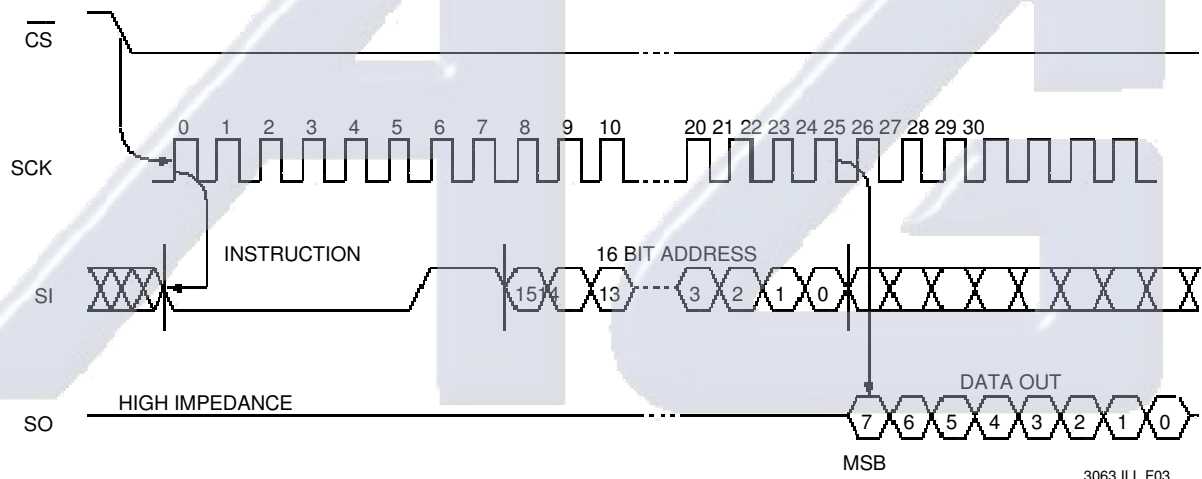 CS
0 1 2 3 4 5 6 7 8 9 10 20 21 22 23 24 25 26 27 28 29 30
SCK
INSTRUCTION 16 BIT ADDRESS
SI 15 14 13 3 2 1 0
DATA OUT
HIGH IMPEDANCE
SO 7 6 5 4 3 2 1 0
MSB
3063 ILL F03